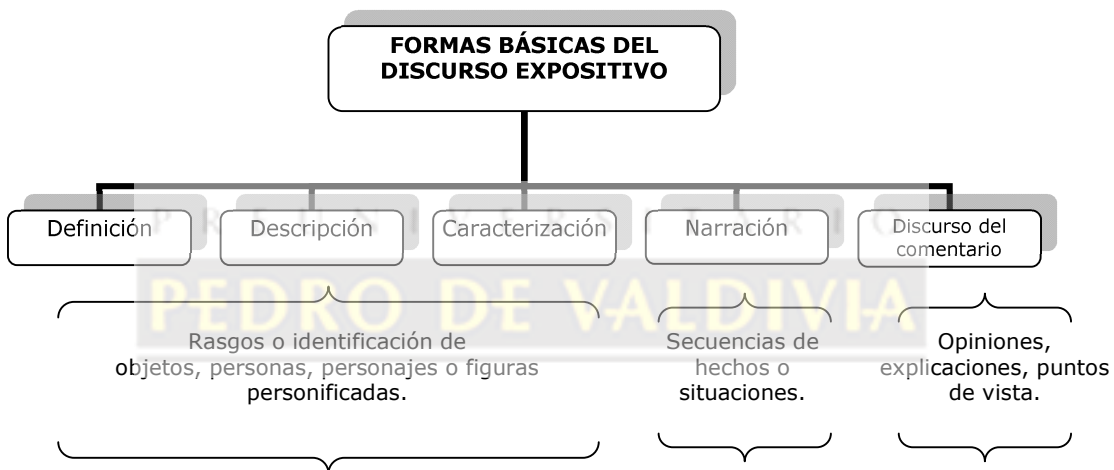 FORMAS BÁSICAS DEL
DISCURSO EXPOSITIVO
Definición
Descripción
Caracterización
Narración
Discurso del
comentario
PREUNIVERSITARIO
PEDRO DE VALDIVIA
Rasgos o identificación de
objetos, personas, personajes o figuras
personificadas.
Secuencias de
hechos o
situaciones.
Opiniones,
explicaciones, puntos
de vista.